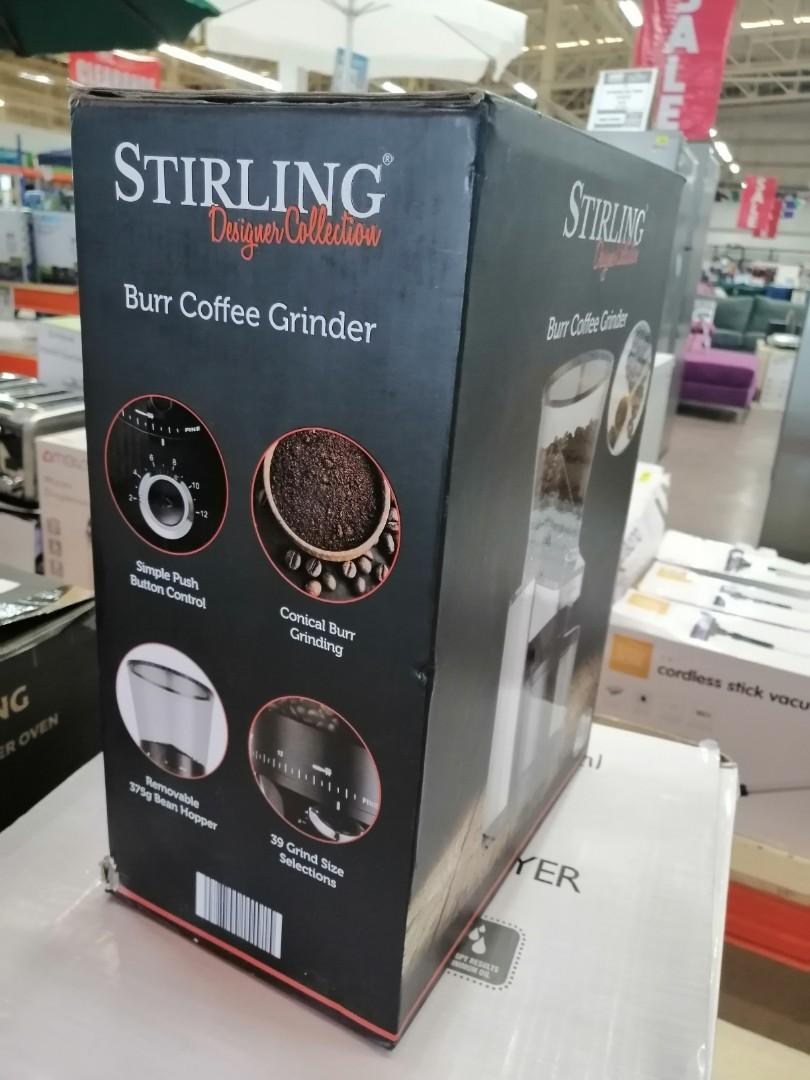 CLEARANCE
SALE
STIRLING®
Designer Collection
Burr Coffee Grinder
FINE
2
4
6
8
10
12
Simple Push
Button Control
Conical Burr
Grinding
Removable
375g Bean Hopper
39 Grind Size
Selections
STIRLING
Designer Collection
Burr Coffee Grinder
cordless stick vacu
NG
ER OVEN
YER